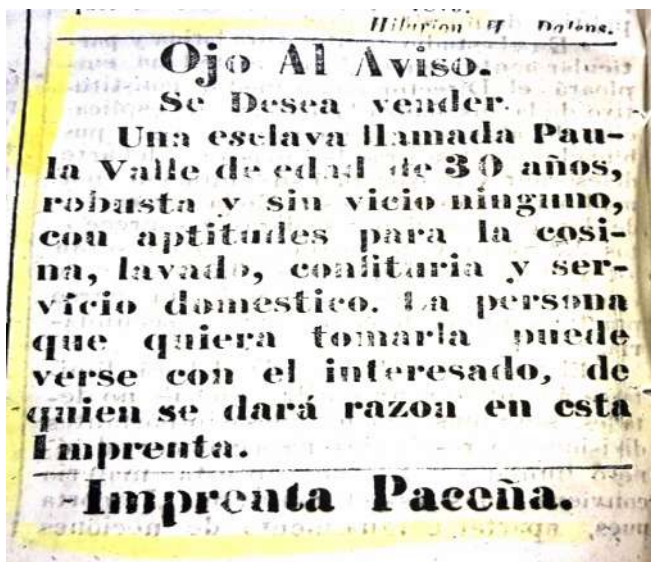 Hilarion
Ojo Al Aviso.
Se Desea vender.
Una esclava llamada Pau-
la Valle de edad de 30 años,
robusta y sin vicio ninguno,
con aptitudes para la cosi-
na, lavado, confitaria y ser-
vicio domestico. La persona
que quiera tomarla puede
verse con el interesado, de
quien se dará razon en esta
Imprenta.
Imprenta Paceña.